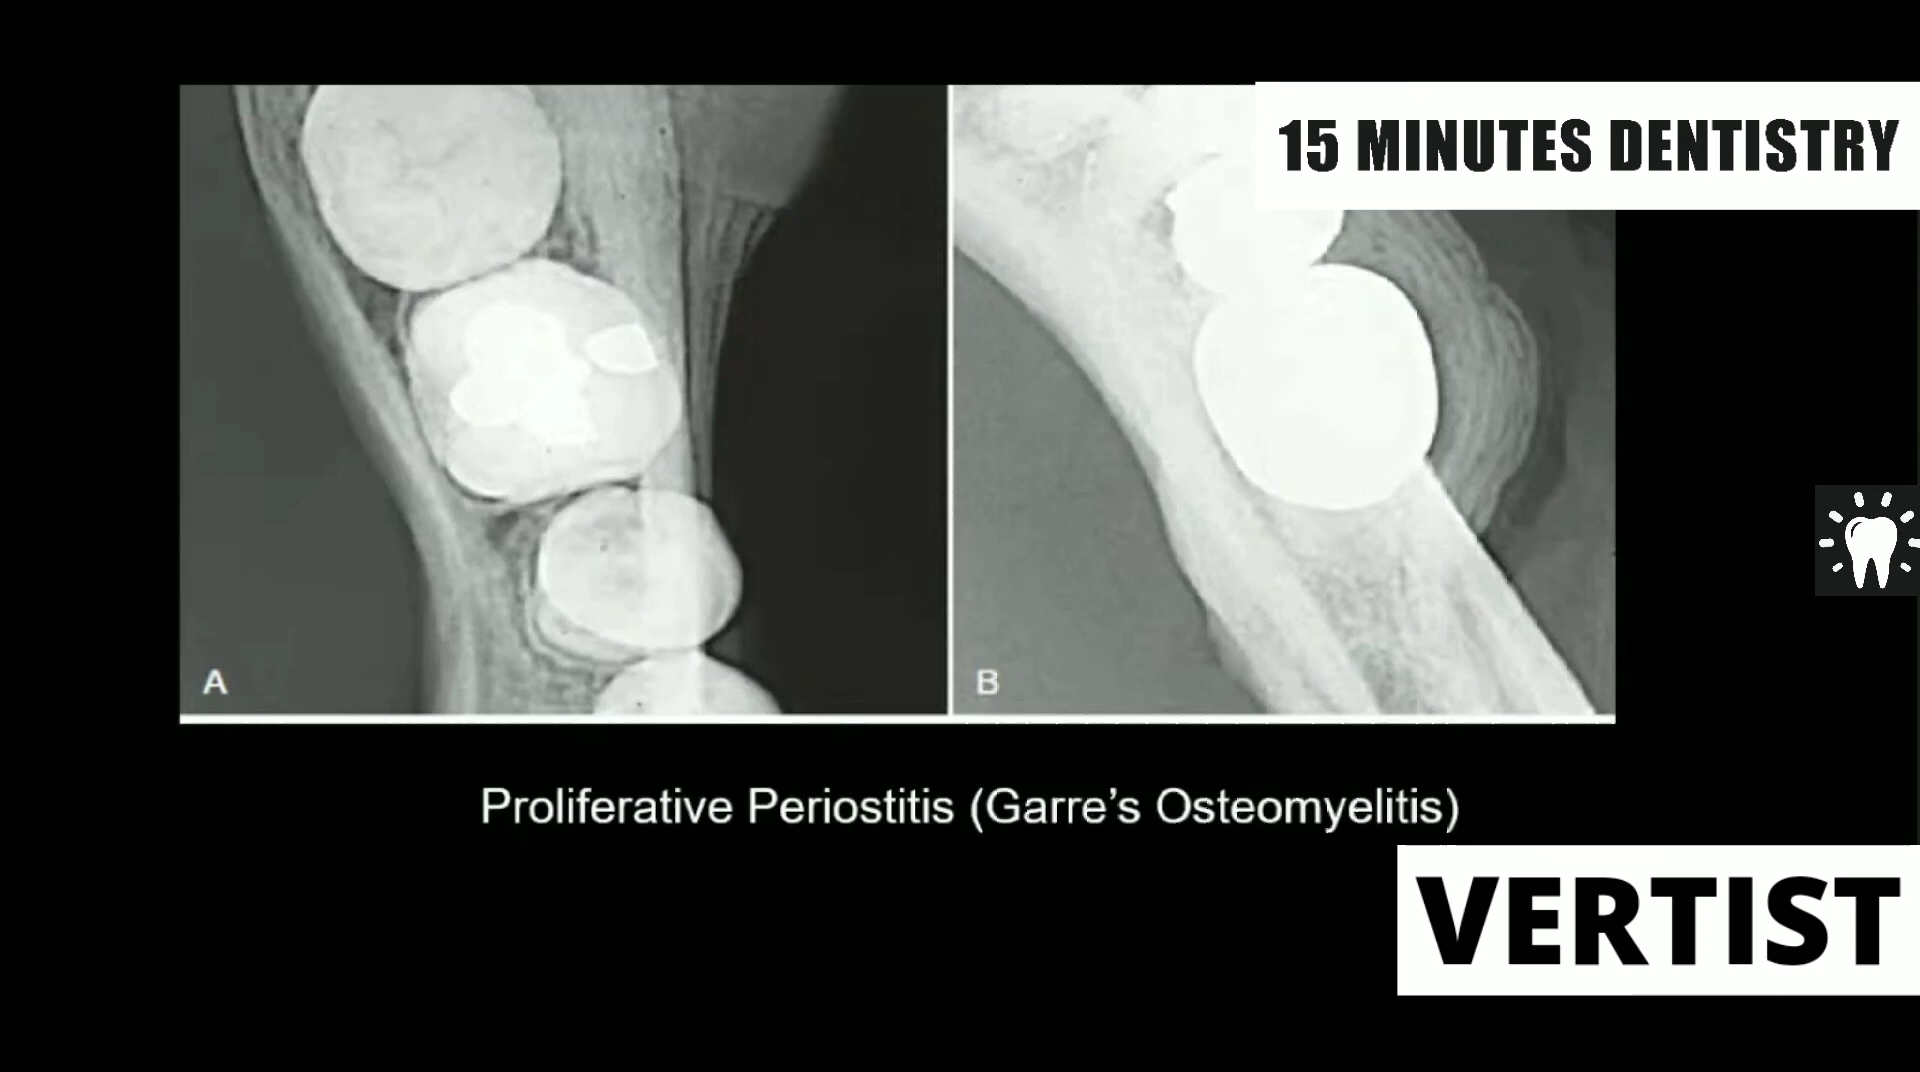 15 MINUTES DENTISTRY
A
B
Proliferative Periostitis (Garre's Osteomyelitis)
VERTIST